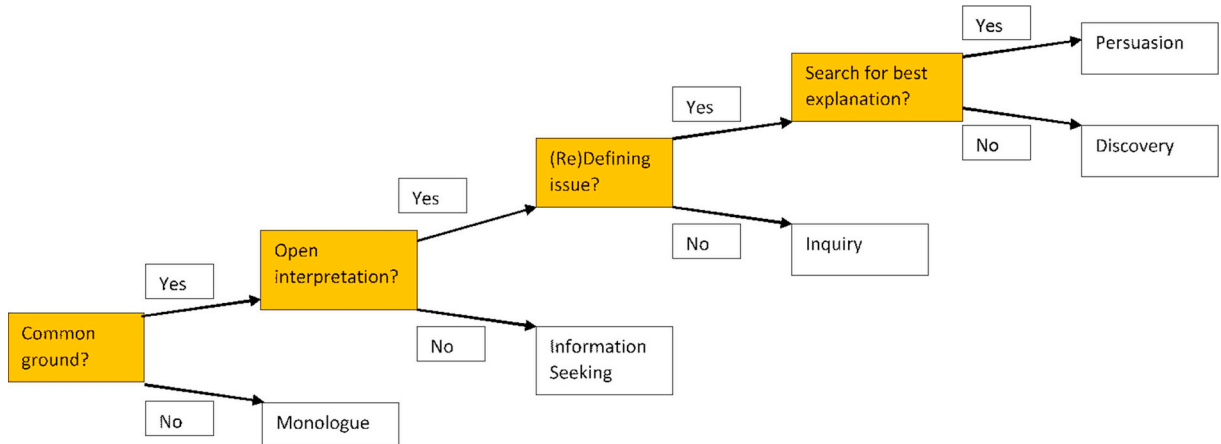 Yes
Persuasion
Search for best
explanation?
Yes
No
Discovery
(Re)Defining
issue?
Yes
No
Inquiry
Open
interpretation?
Yes
No
Information
Seeking
Common
ground?
No
Monologue